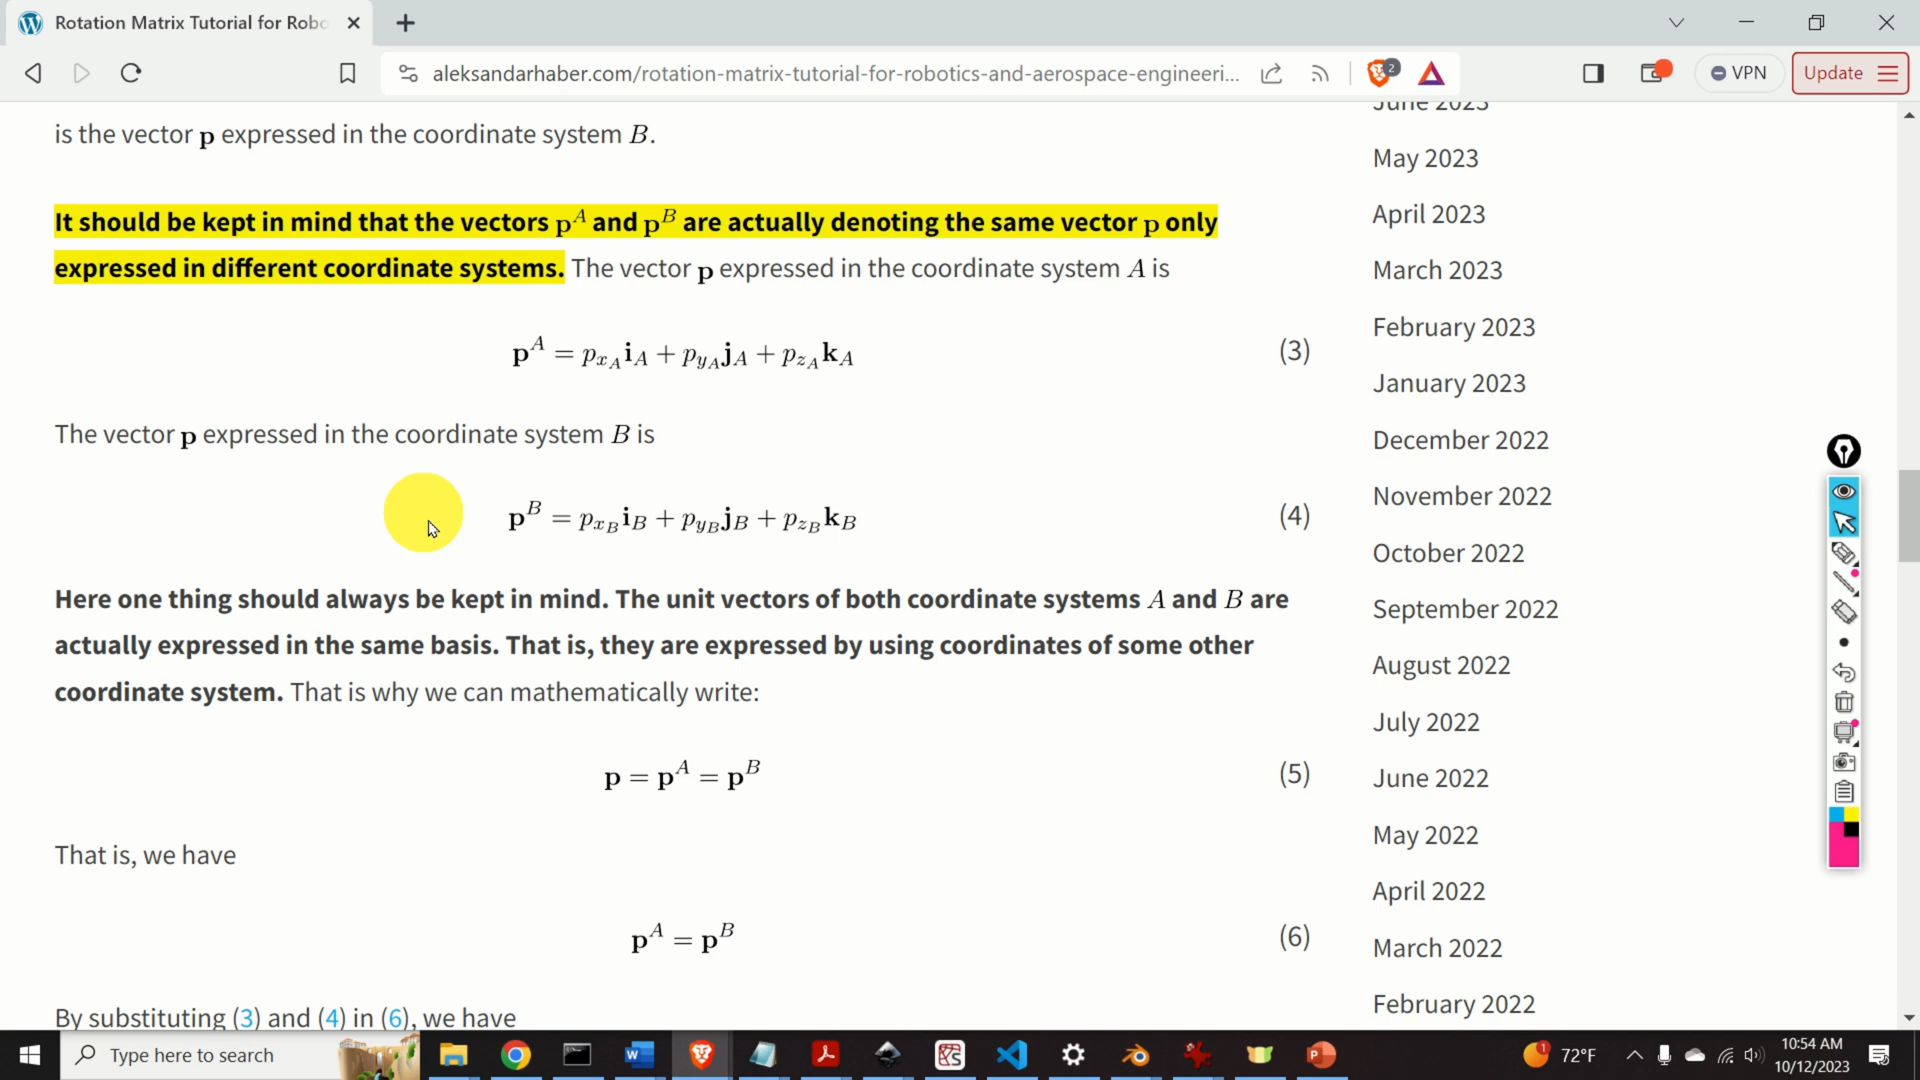 Rotation Matrix Tutorial for Robo
aleksandarhaber.com/rotation-matrix-tutorial-for-robotics-and-aerospace-engineeri...
2
VPN
Update
is the vector p expressed in the coordinate system B.
It should be kept in mind that the vectors p^A and p^B are actually denoting the same vector p only
expressed in different coordinate systems. The vector p expressed in the coordinate system A is
p^A = p_{x_A} i_A + p_{y_A} j_A + p_{z_A} k_A (3)
The vector p expressed in the coordinate system B is
p^B = p_{x_B} i_B + p_{y_B} j_B + p_{z_B} k_B (4)
Here one thing should always be kept in mind. The unit vectors of both coordinate systems A and B are
actually expressed in the same basis. That is, they are expressed by using coordinates of some other
coordinate system. That is why we can mathematically write:
p = p^A = p^B (5)
That is, we have
p^A = p^B (6)
By substituting (3) and (4) in (6), we have
June 2023
May 2023
April 2023
March 2023
February 2023
January 2023
December 2022
November 2022
October 2022
September 2022
August 2022
July 2022
June 2022
May 2022
April 2022
March 2022
February 2022
Type here to search
1
72°F
10:54 AM
10/12/2023